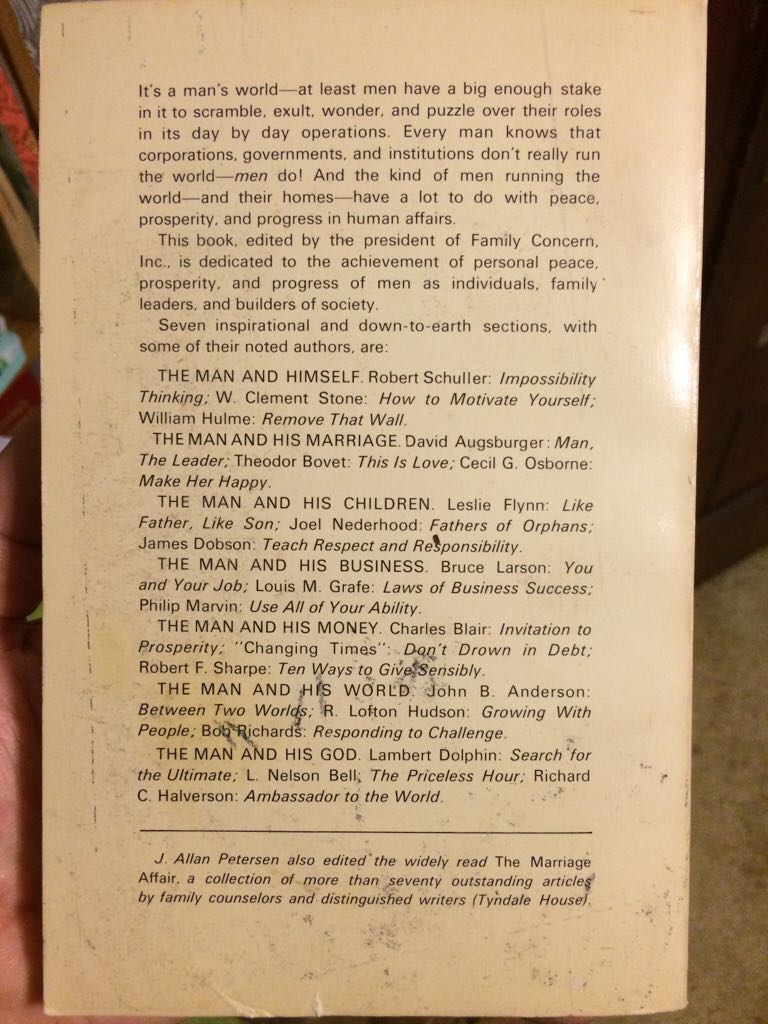 It's a man's world—at least men have a big enough stake
in it to scramble, exult, wonder, and puzzle over their roles
in its day by day operations. Every man knows that
corporations, governments, and institutions don't really run
the world—men do! And the kind of men running the
world—and their homes—have a lot to do with peace,
prosperity, and progress in human affairs.
This book, edited by the president of Family Concern,
Inc., is dedicated to the achievement of personal peace,
prosperity, and progress of men as individuals, family
leaders, and builders of society.
Seven inspirational and down-to-earth sections, with
some of their noted authors, are:
THE MAN AND HIMSELF. Robert Schuller: Impossibility
Thinking; W. Clement Stone: How to Motivate Yourself;
William Hulme: Remove That Wall.
THE MAN AND HIS MARRIAGE. David Augsburger: Man,
The Leader; Theodor Bovet: This Is Love; Cecil G. Osborne:
Make Her Happy.
THE MAN AND HIS CHILDREN. Leslie Flynn: Like
Father, Like Son; Joel Nederhood: Fathers of Orphans;
James Dobson: Teach Respect and Responsibility.
THE MAN AND HIS BUSINESS. Bruce Larson: You
and Your Job; Louis M. Grafe: Laws of Business Success;
Philip Marvin: Use All of Your Ability.
THE MAN AND HIS MONEY. Charles Blair: Invitation to
Prosperity; "Changing Times": Don't Drown in Debt;
Robert F. Sharpe: Ten Ways to Give Sensibly.
THE MAN AND HIS WORLD. John B. Anderson:
Between Two Worlds; R. Lofton Hudson: Growing With
People; Bob Richards: Responding to Challenge.
THE MAN AND HIS GOD. Lambert Dolphin: Search for
the Ultimate; L. Nelson Bell; The Priceless Hour; Richard
C. Halverson: Ambassador to the World.
J. Allan Petersen also edited the widely read The Marriage
Affair, a collection of more than seventy outstanding articles
by family counselors and distinguished writers (Tyndale House).